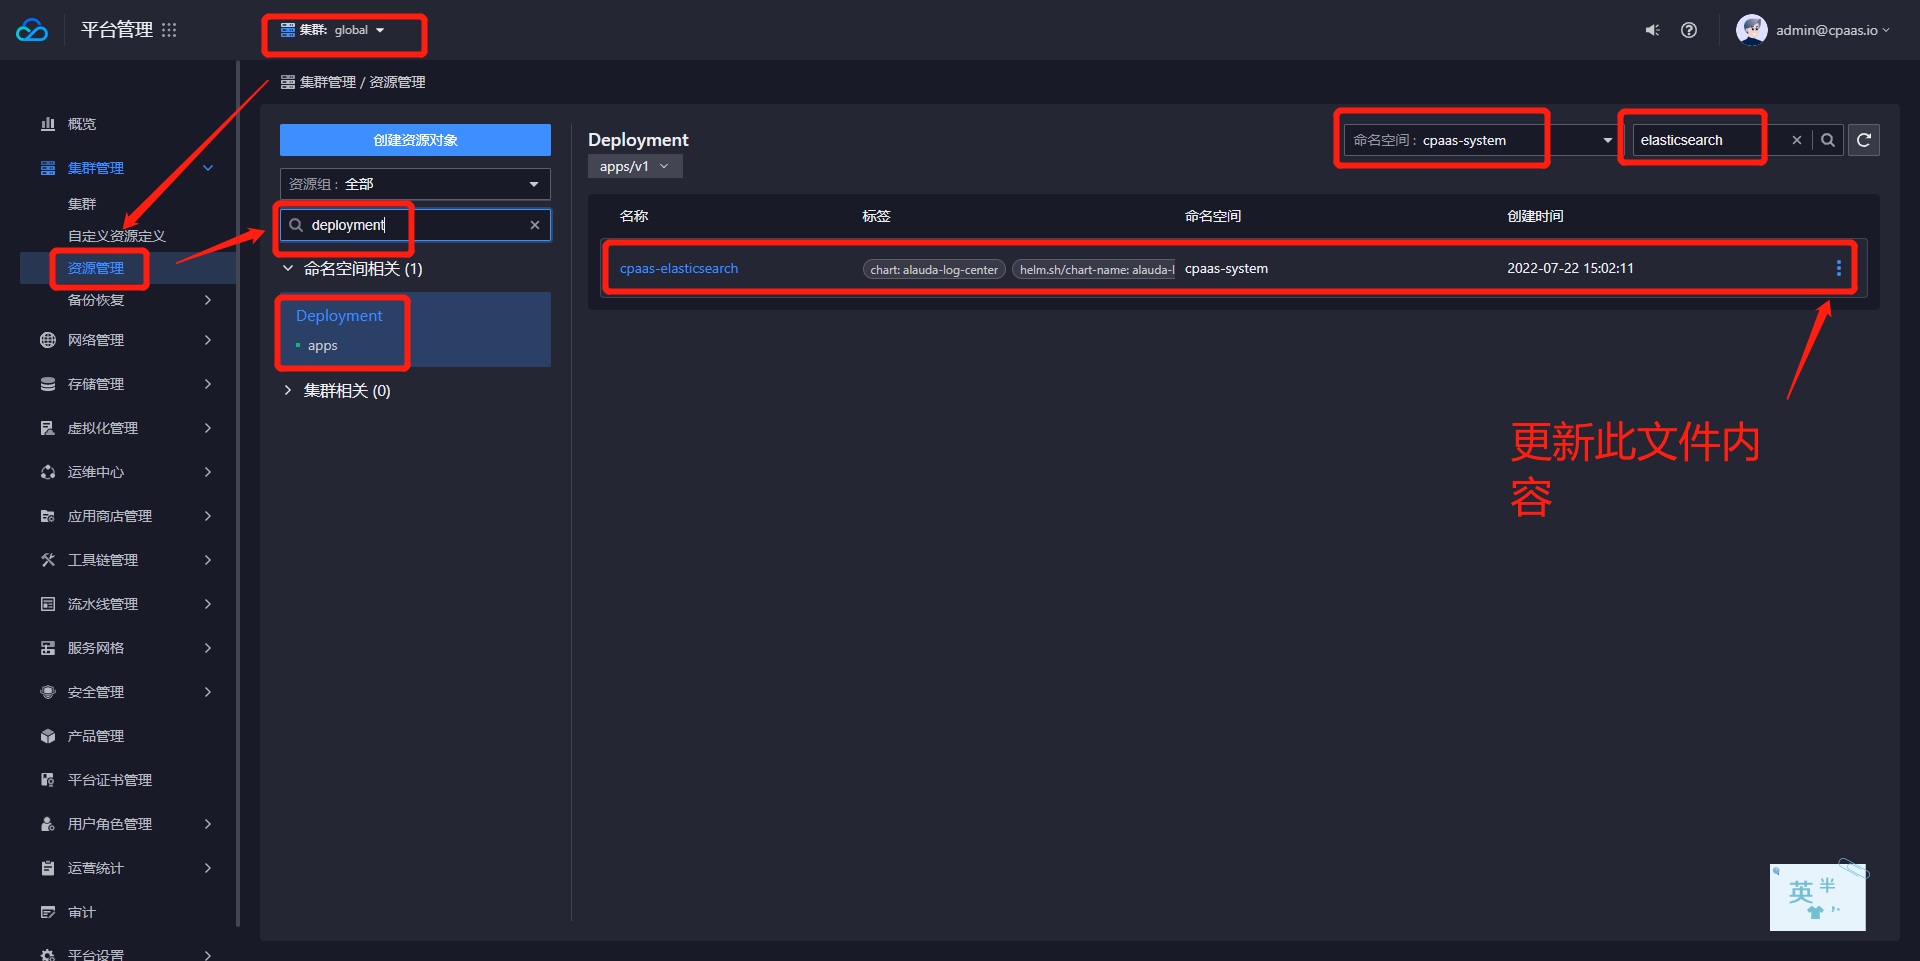 平台管理
集群: global
admin@cpaas.io
集群管理 / 资源管理
概览
集群管理
集群
自定义资源定义
资源管理
备份恢复
网络管理
存储管理
虚拟化管理
运维中心
应用商店管理
工具链管理
流水线管理
服务网格
安全管理
产品管理
平台证书管理
用户角色管理
运营统计
审计
平台设置
创建资源对象
资源组 : 全部
deployment
命名空间相关 (1)
Deployment
apps
集群相关 (0)
Deployment
apps/v1
命名空间 : cpaas-system
elasticsearch
名称 标签 命名空间 创建时间
cpaas-elasticsearch chart: alauda-log-center helm.sh/chart-name: alauda-l cpaas-system 2022-07-22 15:02:11
更新此文件内
容
英 半